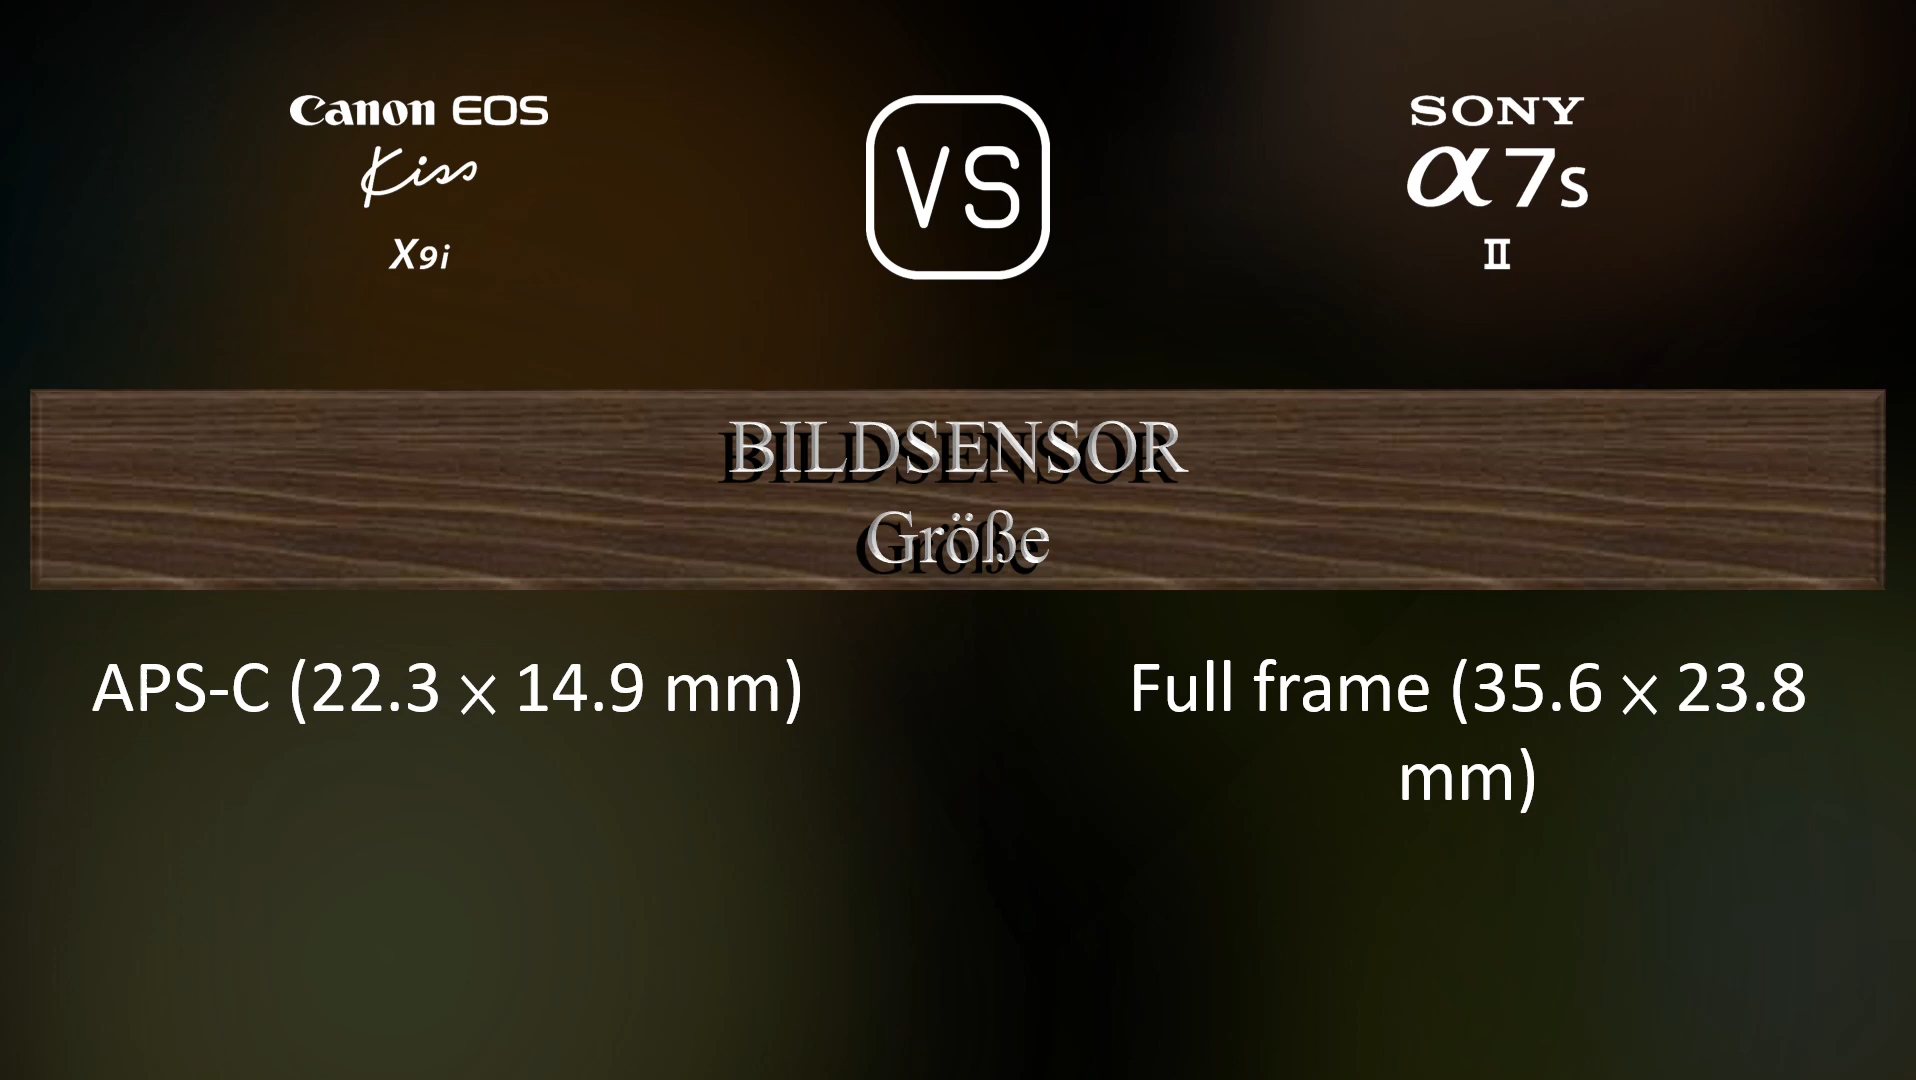 Canon EOS
Kiss
X9i
VS
SONY
α7s
II
BILDSENSOR
Größe
APS-C (22.3 x 14.9 mm)
Full frame (35.6 x 23.8
mm)